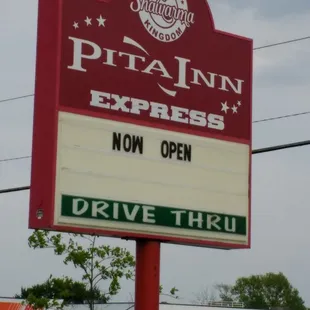 Shawarma
KINGDOM
PITA INN
EXPRESS
NOW OPEN
DRIVE THRU